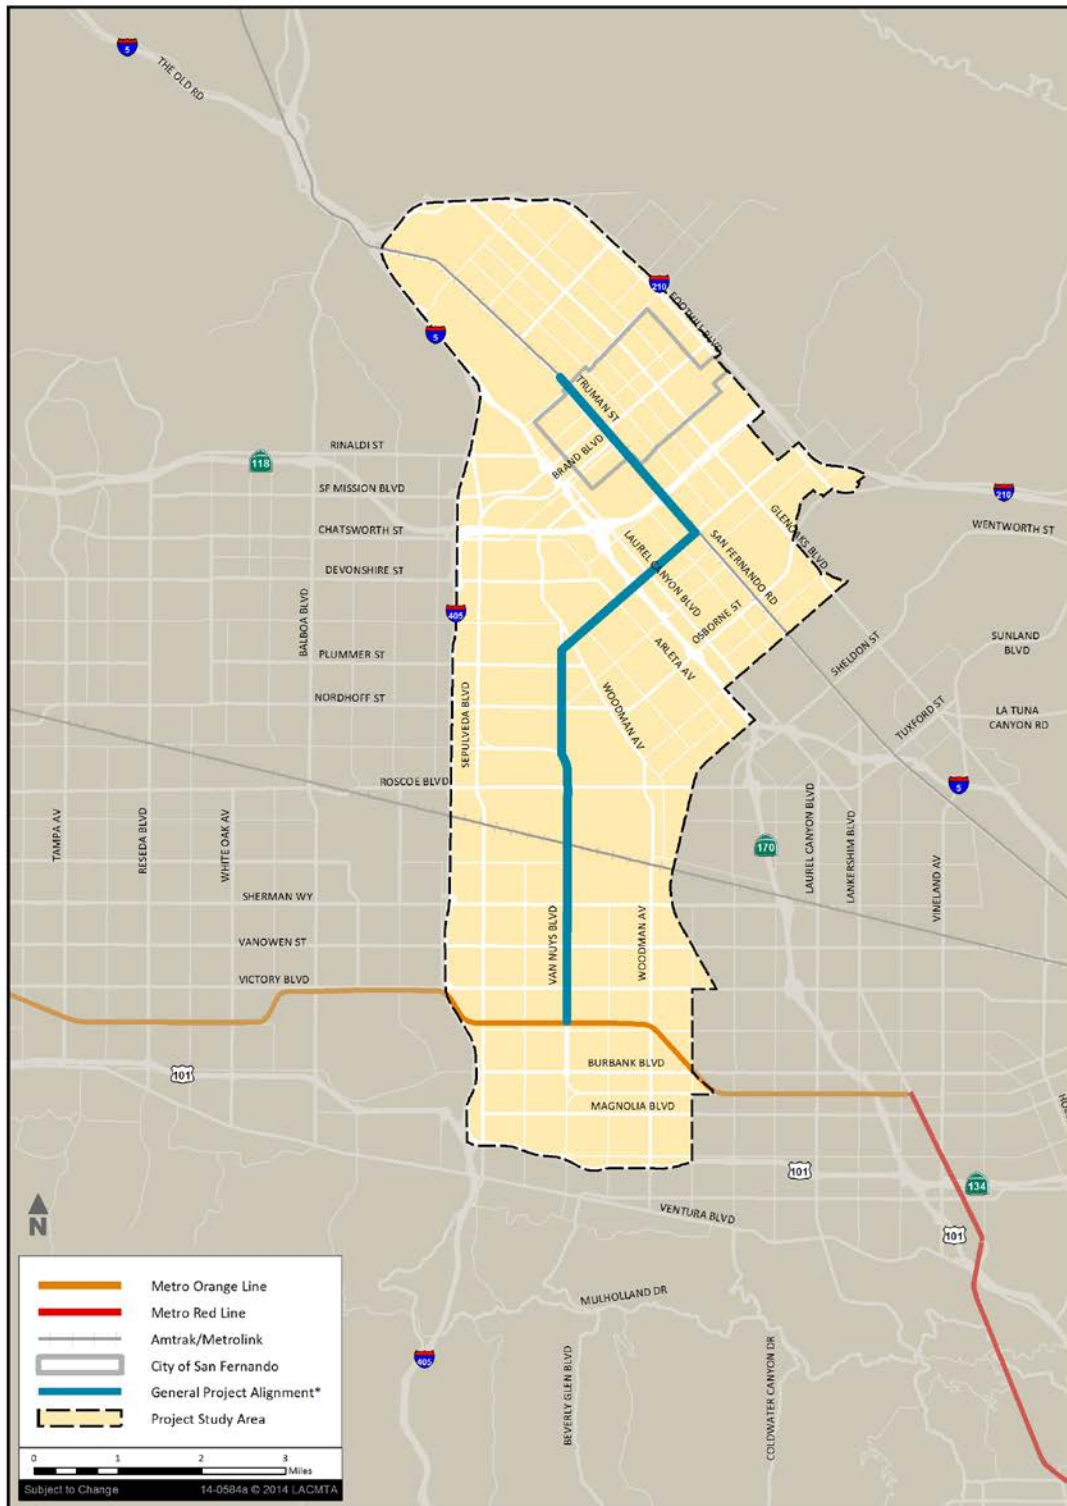 5
THE OLD RD
210
FOOTHILL BLVD
5
TRUMAN ST
RINALDI ST
118
BRAND BLVD
SF MISSION BLVD
210
CHATSWORTH ST
GLENOAKS BLVD
WENTWORTH ST
LAUREL CANYON BLVD
SAN FERNANDO RD
DEVONSHIRE ST
405
BALBOA BLVD
OSBORNE ST
SHELDON ST
SUNLAND
BLVD
PLUMMER ST
ARLETA AV
NORDHOFF ST
SEPULVEDA BLVD
WOODMAN AV
TUXFORD ST
LA TUNA
CANYON RD
ROSCOE BLVD
5
TAMPA AV
RESEDA BLVD
WHITE OAK AV
170
LAUREL CANYON BLVD
LANKERSHIM BLVD
VINELAND AV
SHERMAN WY
VANOWEN ST
VAN NUYS BLVD
WOODMAN AV
VICTORY BLVD
101
BURBANK BLVD
MAGNOLIA BLVD
101
134
N
VENTURA BLVD
101
MULHOLLAND DR
405
BEVERLY GLEN BLVD
COLDWATER CANYON DR
Metro Orange Line
Metro Red Line
Amtrak/Metrolink
City of San Fernando
General Project Alignment*
Project Study Area
0 1 2 3
Miles
Subject to Change 14-0584a © 2014 LACMTA